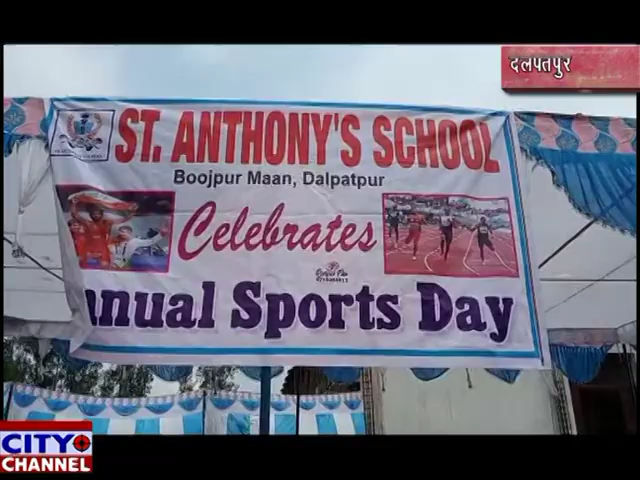 दलपतपुर
ST. ANTHONY'S SCHOOL
Boojpur Maan, Dalpatpur
Celebrates
nnual Sports Day
CITY
CHANNEL